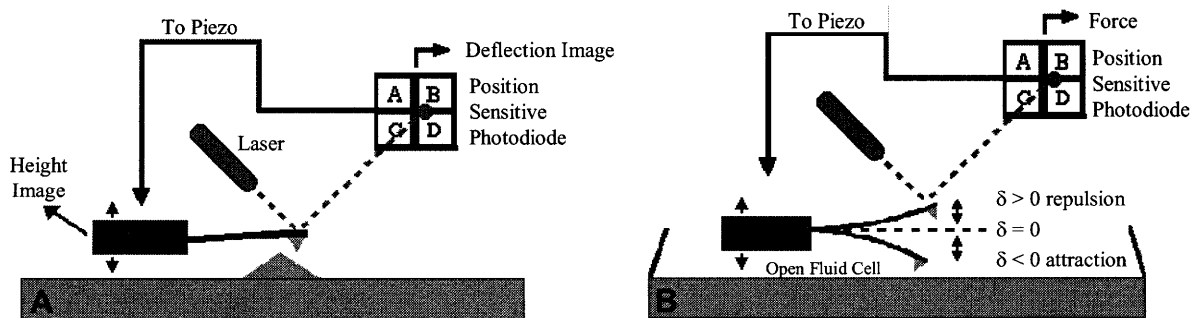 To Piezo
Deflection Image
A B
C D
Position
Sensitive
Photodiode
Laser
Height
Image
A
To Piezo
Force
A B
C D
Position
Sensitive
Photodiode
δ > 0 repulsion
δ = 0
δ < 0 attraction
Open Fluid Cell
B